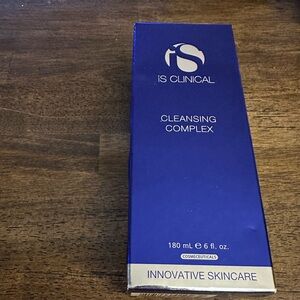 iS
iS CLINICAL
CLEANSING
COMPLEX
180 mL ℮ 6 fl. oz.
COSMECEUTICALS
INNOVATIVE SKINCARE